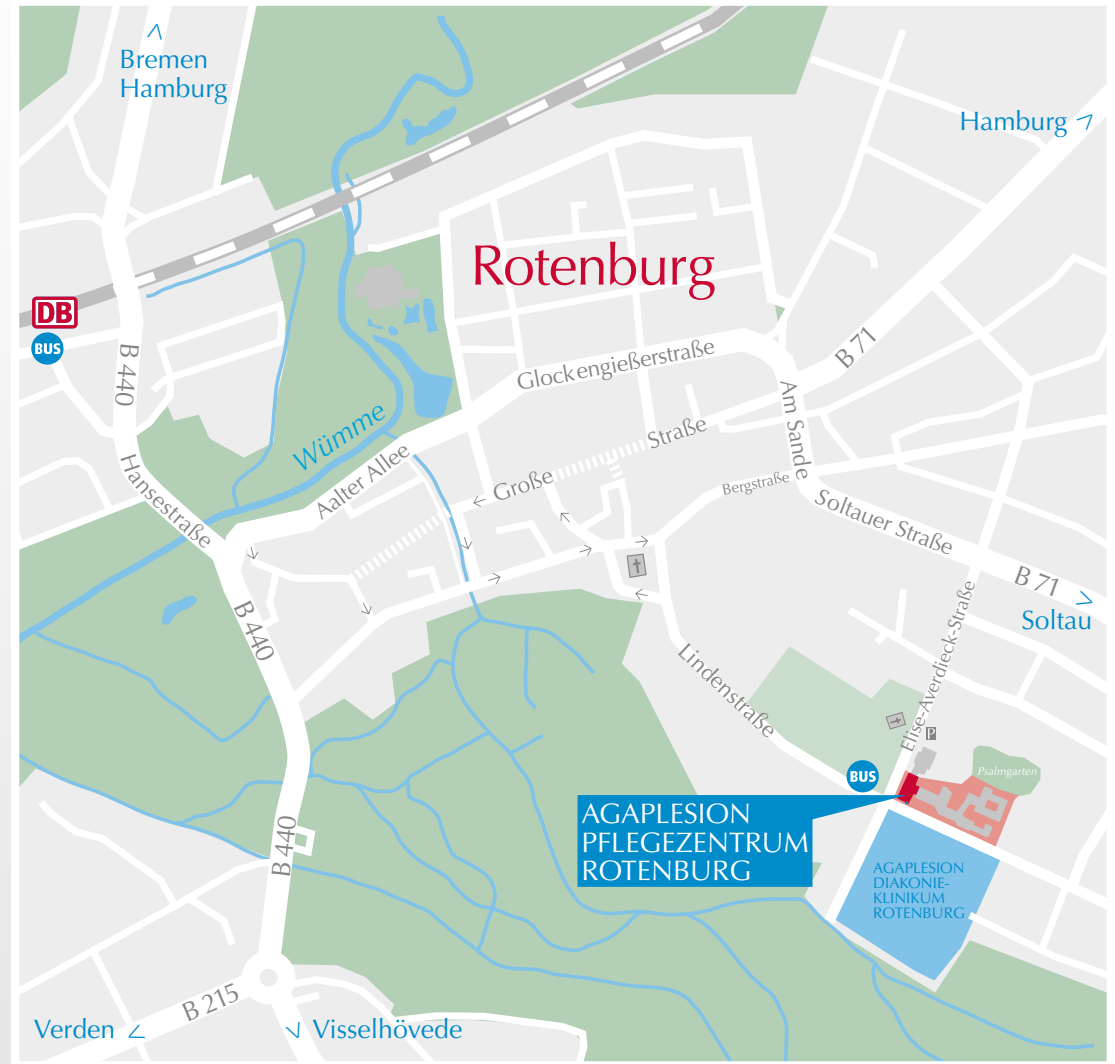 Bremen
Hamburg
Hamburg
Rotenburg
DB
BUS
B 440
B 71
Glockengießerstraße
Am Sande
Wümme
Straße
Aalter Allee
Große
Bergstraße
Hansestraße
Soltauer Straße
B 71
Soltau
B 440
Elise-Averdieck-Straße
Lindenstraße
P
BUS
Psalmgarten
AGAPLESION
PFLEGEZENTRUM
ROTENBURG
B 440
AGAPLESION
DIAKONIE-
KLINIKUM
ROTENBURG
B 215
Verden
Visselhövede